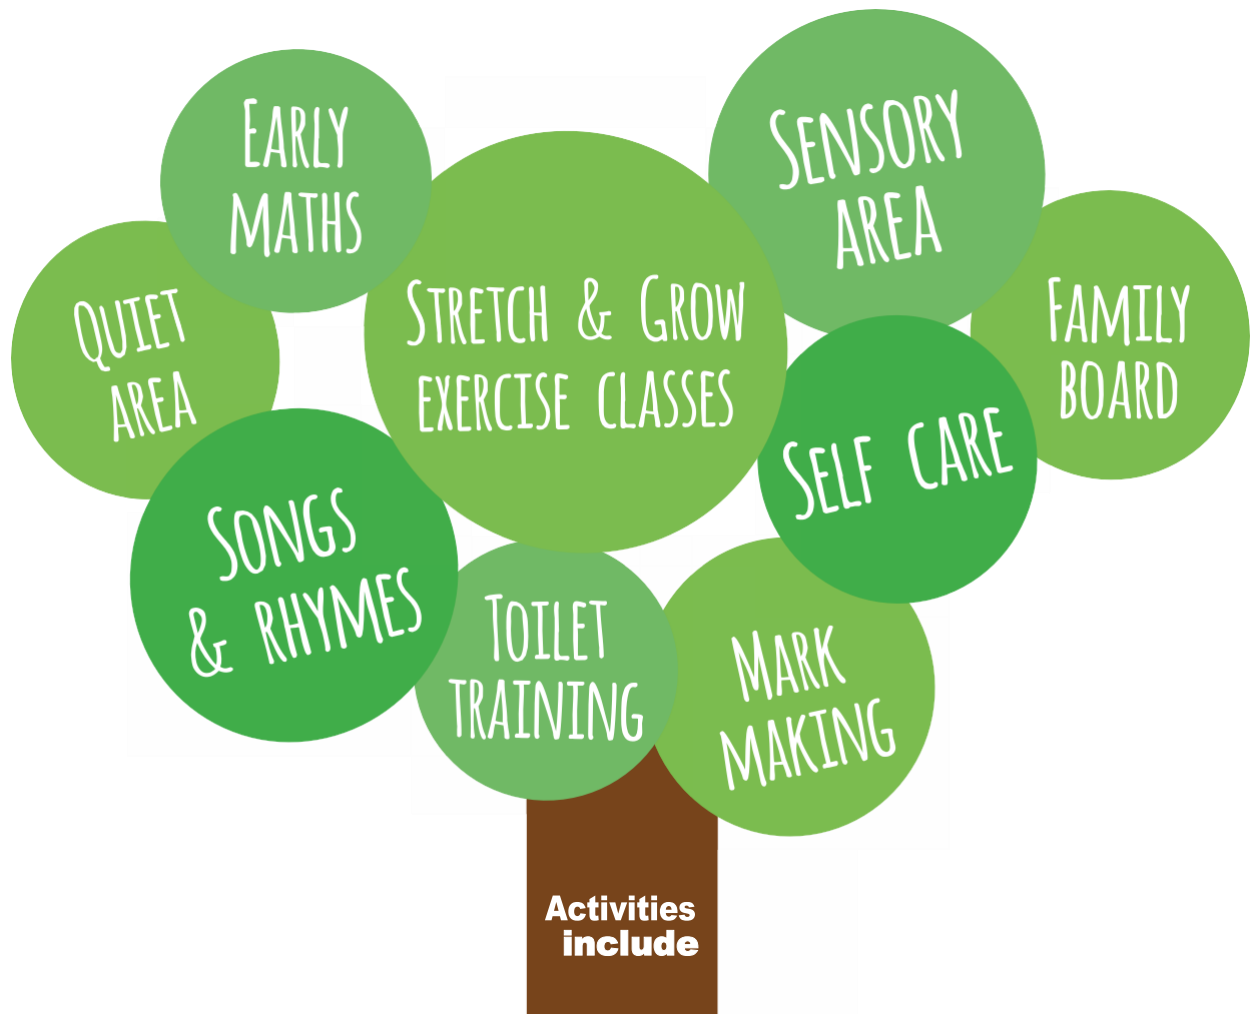 Early
maths
Sensory
area
Quiet
area
Stretch & Grow
exercise classes
Family
board
Self care
Songs
& rhymes
Toilet
training
Mark
making
Activities
include